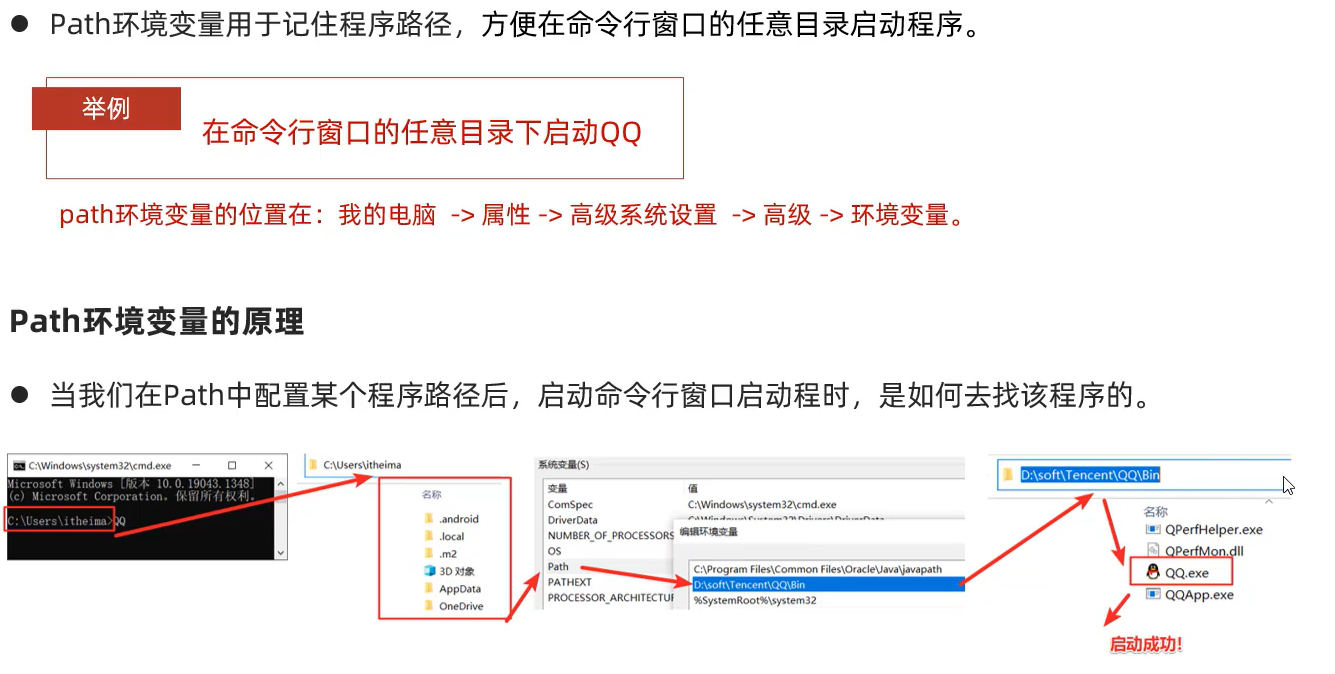 ● Path环境变量用于记住程序路径，方便在命令行窗口的任意目录启动程序。
举例
在命令行窗口的任意目录下启动QQ
path环境变量的位置在：我的电脑 -> 属性 -> 高级系统设置 -> 高级 -> 环境变量。
Path环境变量的原理
● 当我们在Path中配置某个程序路径后，启动命令行窗口启动程时，是如何去找该程序的。
C:\Windows\system32\cmd.exe
Microsoft Windows [版本 10.0.19043.1348]
(c) Microsoft Corporation。保留所有权利。
C:\Users\itheima>QQ
C:\Users\itheima
名称
.android
.local
.m2
3D 对象
AppData
OneDrive
系统变量(S)
变量 值
ComSpec C:\Windows\system32\cmd.exe
DriverData C:\Windows\System32\Drivers\DriverData
NUMBER_OF_PROCESSORS
OS
Path
PATHEXT
PROCESSOR_ARCHITECTUR
编辑环境变量
C:\Program Files\Common Files\Oracle\Java\javapath
D:\soft\Tencent\QQ\Bin
%SystemRoot%\system32
D:\soft\Tencent\QQ\Bin
名称
QPerfHelper.exe
QPerfMon.dll
QQ.exe
QQApp.exe
启动成功!